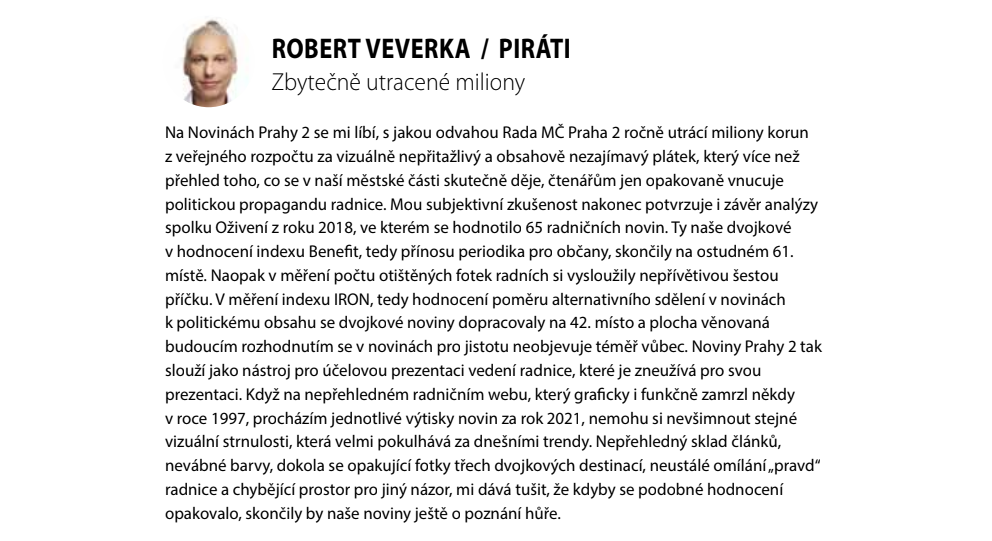 ROBERT VEVERKA / PIRÁTI
Zbytečně utracené miliony
Na Novinách Prahy 2 se mi líbí, s jakou odvahou Rada MČ Praha 2 ročně utrácí miliony korun
z veřejného rozpočtu za vizuálně nepřitažlivý a obsahově nezajímavý plátek, který více než
přehled toho, co se v naší městské části skutečně děje, čtenářům jen opakovaně vnucuje
politickou propagandu radnice. Mou subjektivní zkušenost nakonec potvrzuje i závěr analýzy
spolku Oživení z roku 2018, ve kterém se hodnotilo 65 radničních novin. Ty naše dvojkové
v hodnocení indexu Benefit, tedy přínosu periodika pro občany, skončily na ostudném 61.
místě. Naopak v měření počtu otištěných fotek radních si vysloužily nepřívětivou šestou
příčku. V měření indexu IRON, tedy hodnocení poměru alternativního sdělení v novinách
k politickému obsahu se dvojkové noviny dopracovaly na 42. místo a plocha věnovaná
budoucím rozhodnutím se v novinách pro jistotu neobjevuje téměř vůbec. Noviny Prahy 2 tak
slouží jako nástroj pro účelovou prezentaci vedení radnice, které je zneužívá pro svou
prezentaci. Když na nepřehledném radničním webu, který graficky i funkčně zamrzl někdy
v roce 1997, procházím jednotlivé výtisky novin za rok 2021, nemohu si nevšimnout stejné
vizuální strnulosti, která velmi pokulhává za dnešními trendy. Nepřehledný sklad článků,
nevábné barvy, dokola se opakující fotky třech dvojkových destinací, neustálé omílání „pravd“
radnice a chybějící prostor pro jiný názor, mi dává tušit, že kdyby se podobné hodnocení
opakovalo, skončily by naše noviny ještě o poznání hůře.